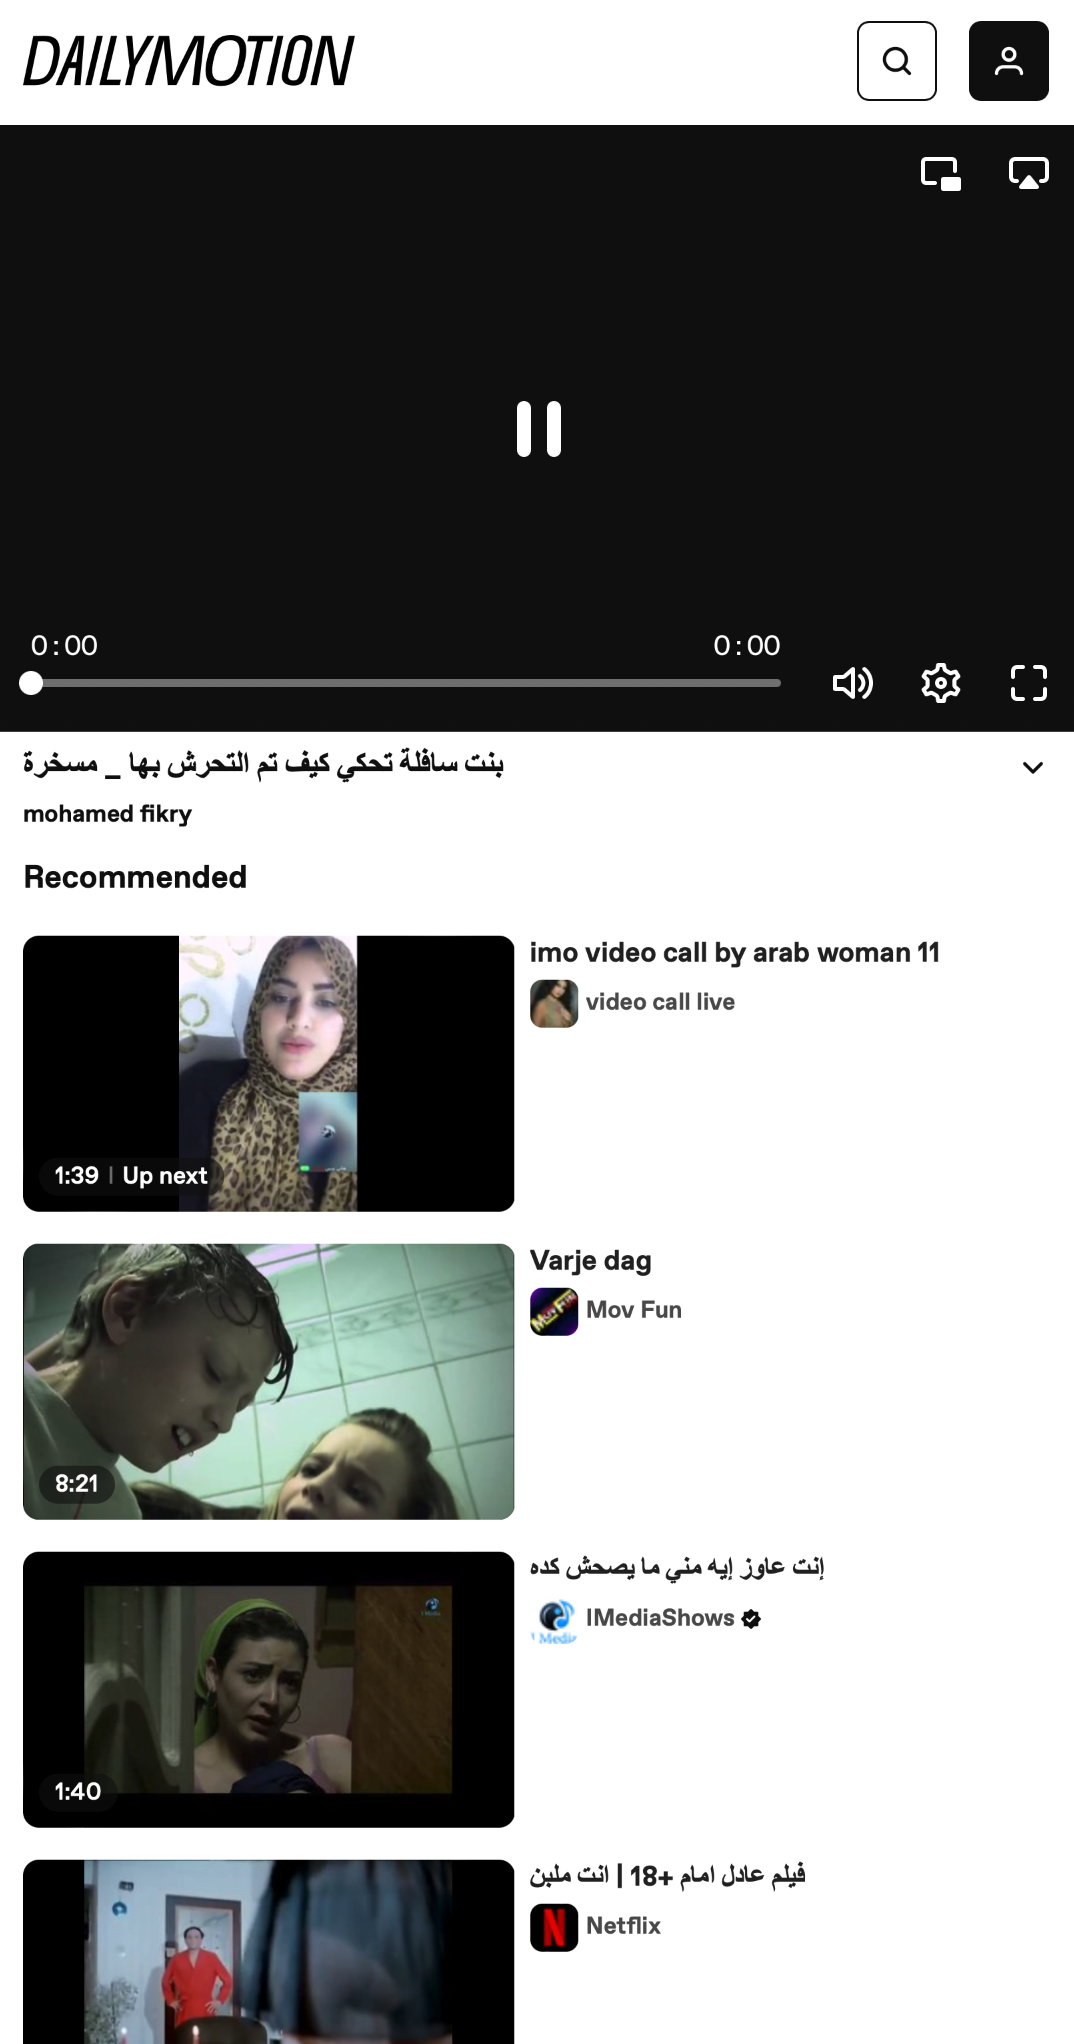 DAILYMOTION
0:00
0:00
بنت سافلة تحكي كيف تم التحرش بها _ مسخرة
mohamed fikry
Recommended
imo video call by arab woman 11
video call live
1:39 | Up next
Varje dag
Mov Fun
MovFun
8:21
إنت عاوز إيه مني ما يصحش كده
IMediaShows
I Media
1:40
فيلم عادل امام +18 | انت ملبن
Netflix
N